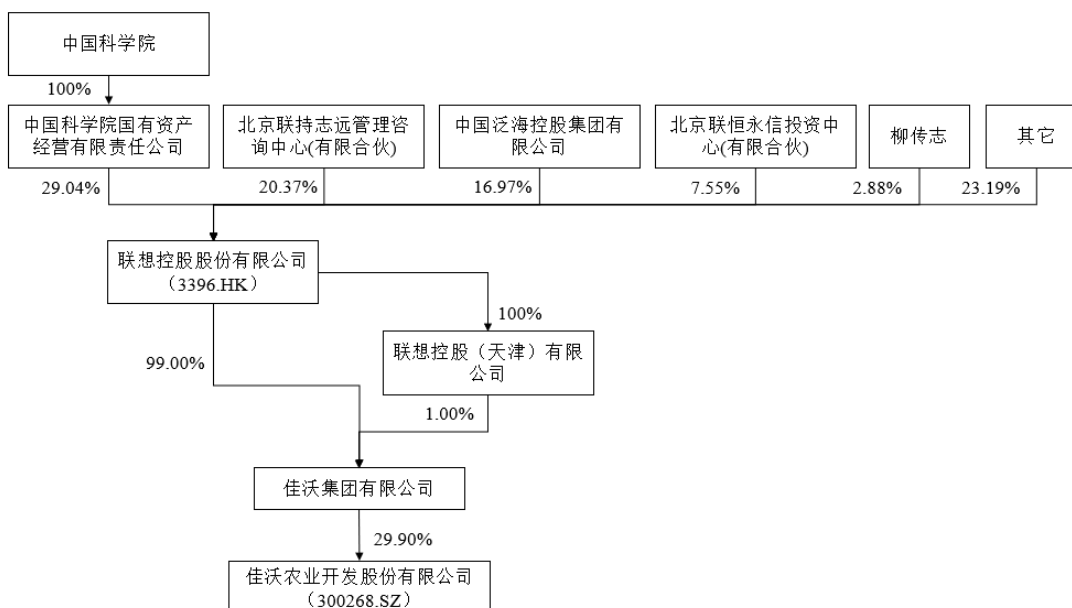 中国科学院
100%
中国科学院国有资产
经营有限责任公司
北京联持志远管理咨
询中心(有限合伙)
中国泛海控股集团有
限公司
北京联恒永信投资中
心(有限合伙)
柳传志
其它
29.04%
20.37%
16.97%
7.55%
2.88%
23.19%
联想控股股份有限公司
（3396.HK）
100%
99.00%
联想控股（天津）有限
公司
1.00%
佳沃集团有限公司
29.90%
佳沃农业开发股份有限公司
（300268.SZ）